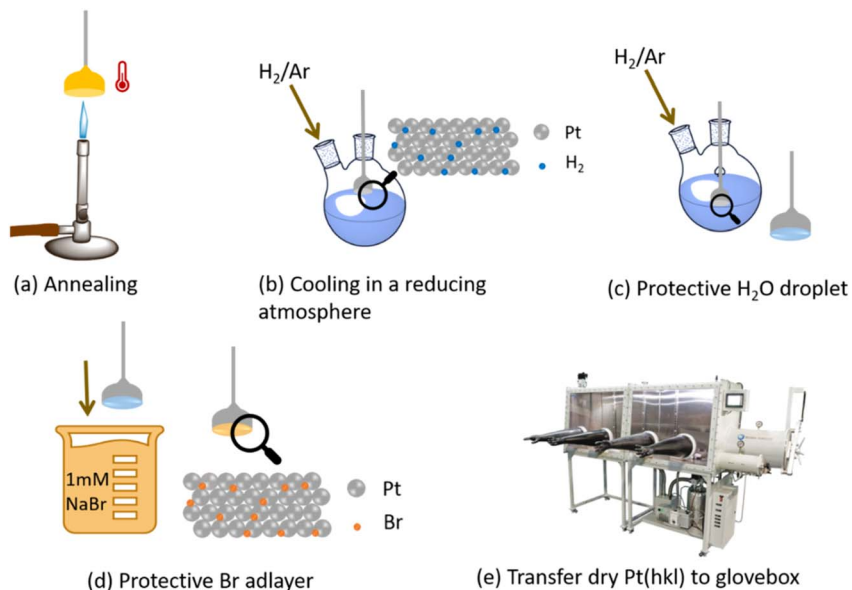 H₂/Ar
Pt
H₂
H₂/Ar
(a) Annealing
(b) Cooling in a reducing
atmosphere
(c) Protective H₂O droplet
1mM
NaBr
Pt
Br
(d) Protective Br adlayer
(e) Transfer dry Pt(hkl) to glovebox